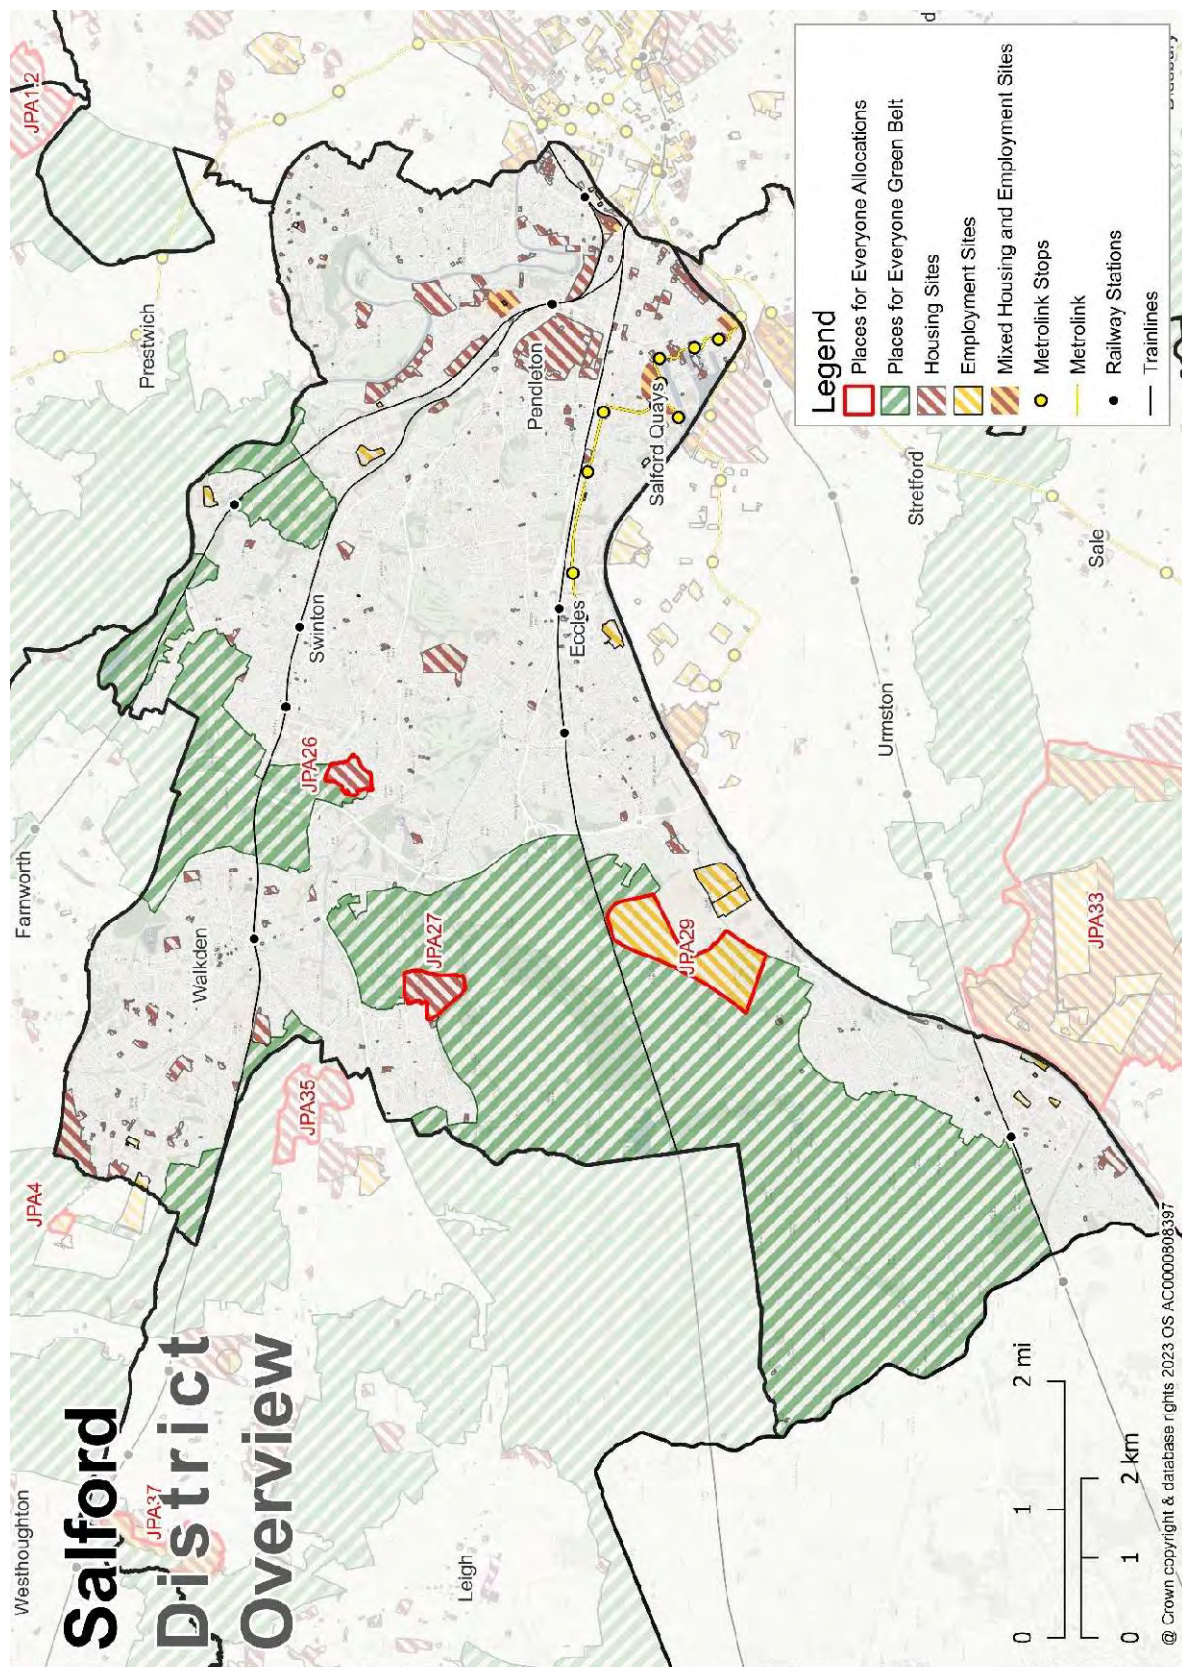 Salford
District
Overview
Westhoughton
JPA37
Leigh
JPA4
JPA35
Farnworth
Walkden
JPA27
JPA26
JPA29
Swinton
Eccles
Prestwich
Pendleton
Salford Quays
JPA1.2
Urmston
Stretford
Sale
JPA33
d
Legend
Places for Everyone Allocations
Places for Everyone Green Belt
Housing Sites
Employment Sites
Mixed Housing and Employment Sites
Metrolink Stops
Metrolink
Railway Stations
Trainlines
0 1 2 mi
0 1 2 km
@ Crown copyright & database rights 2023 OS AC0000808397